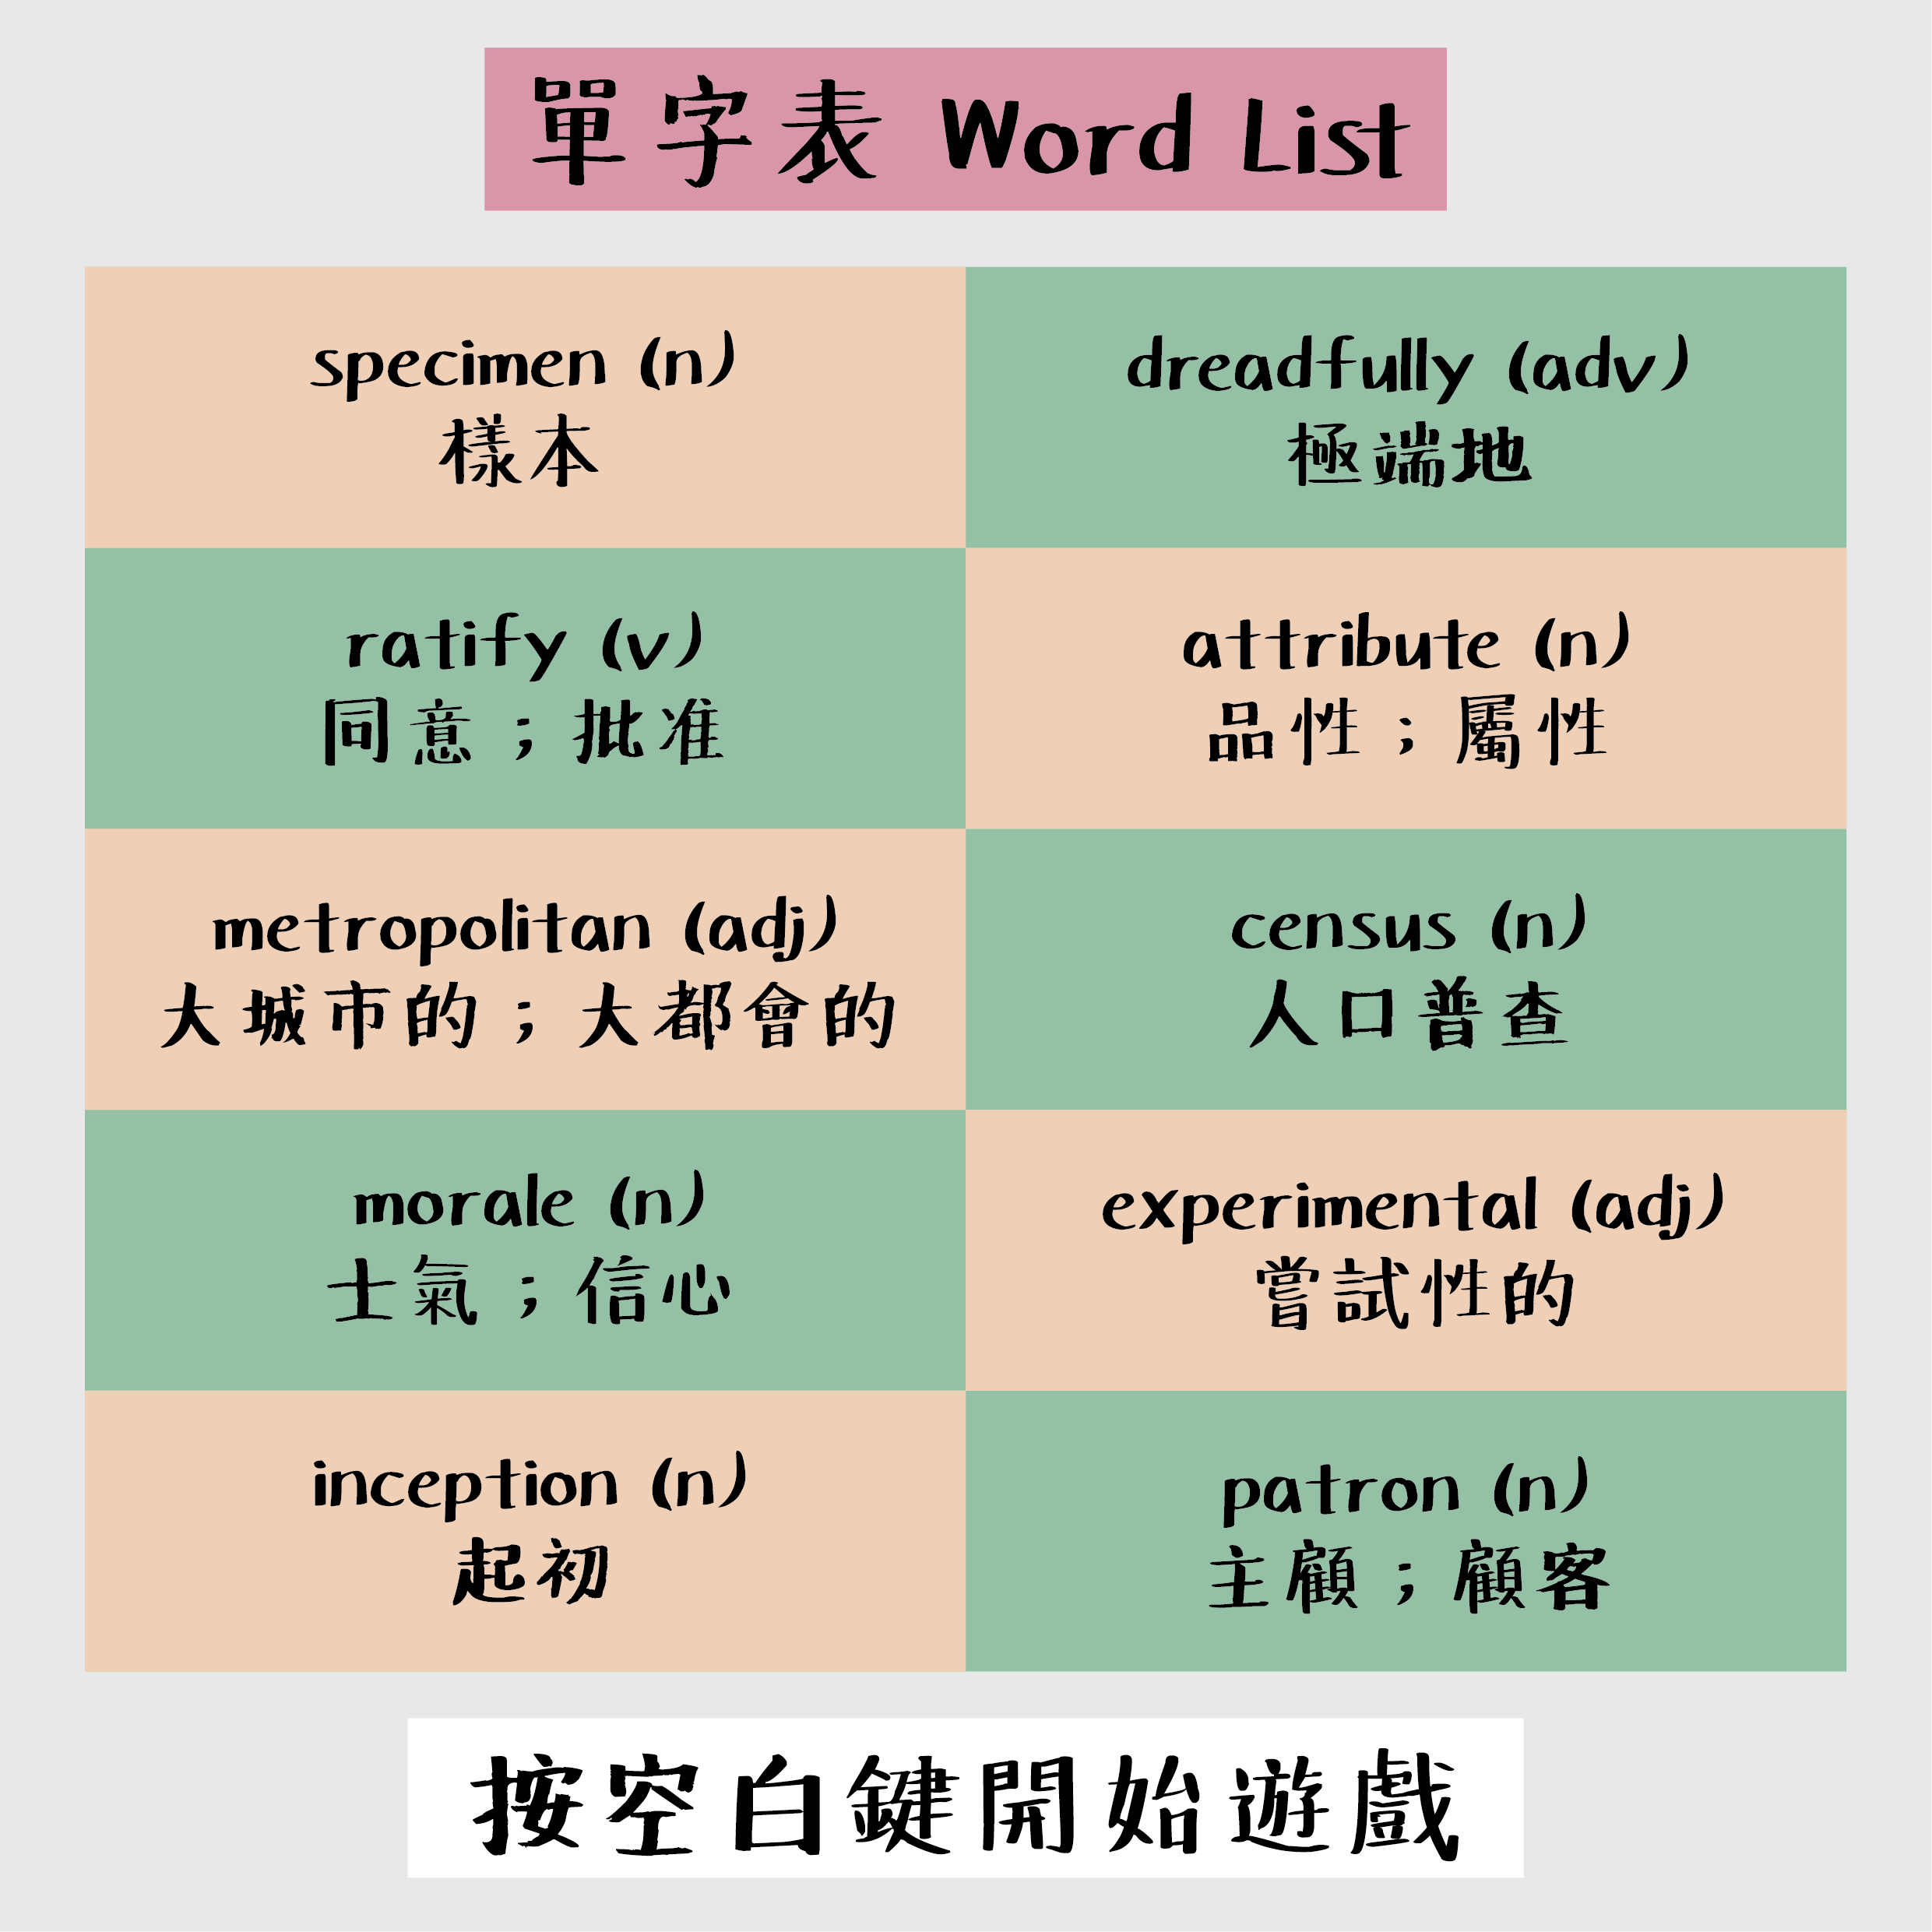 單字表 Word List
specimen (n)
樣本
dreadfully (adv)
極端地
ratify (v)
同意；批准
attribute (n)
品性；屬性
metropolitan (adj)
大城市的；大都會的
census (n)
人口普查
morale (n)
士氣；信心
experimental (adj)
嘗試性的
inception (n)
起初
patron (n)
主顧；顧客
按空白鍵開始遊戲